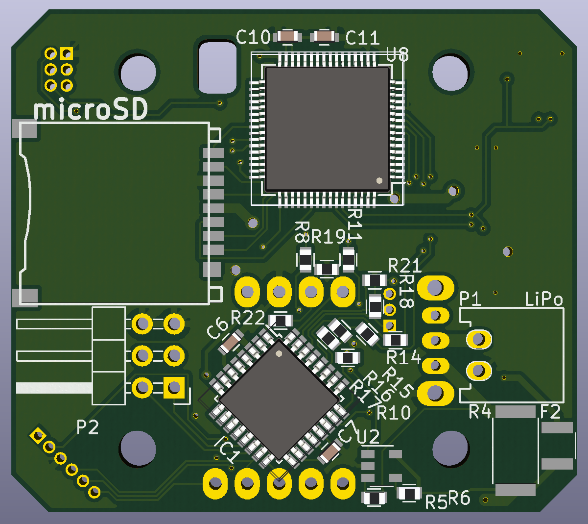 C10 C11
U8
microSD
R8
R19
R11
R21
R18
P1 LiPo
R22
C6
R14
R15
R16
R17
R10
R4 F2
P2
IC1
C7
U2
R5 R6